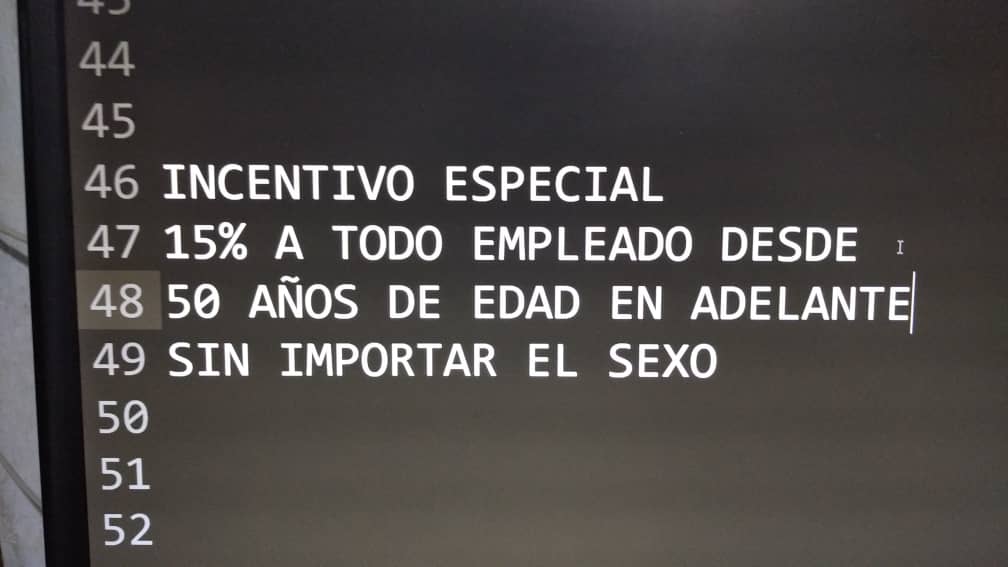 45
44
45
46 INCENTIVO ESPECIAL
47 15% A TODO EMPLEADO DESDE
48 50 AÑOS DE EDAD EN ADELANTE
49 SIN IMPORTAR EL SEXO
50
51
52